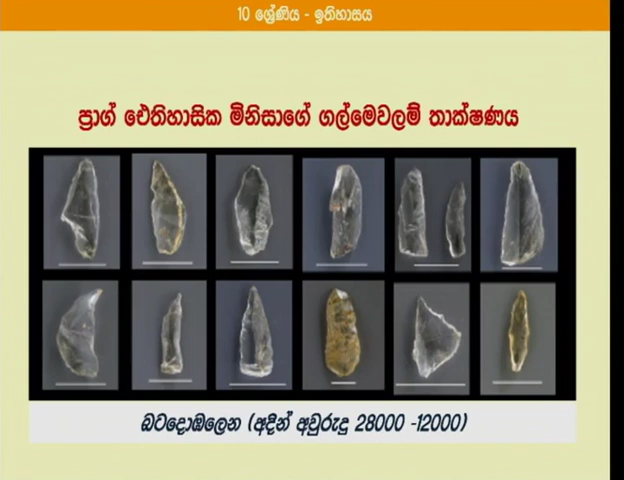 10 ශ්‍රේණිය - ඉතිහාසය
ප්‍රාග් ඓතිහාසික මිනිසාගේ ගල්මෙවලම් තාක්ෂණය
බටදොඹලෙන (අදින් අවුරුදු 28000 -12000)